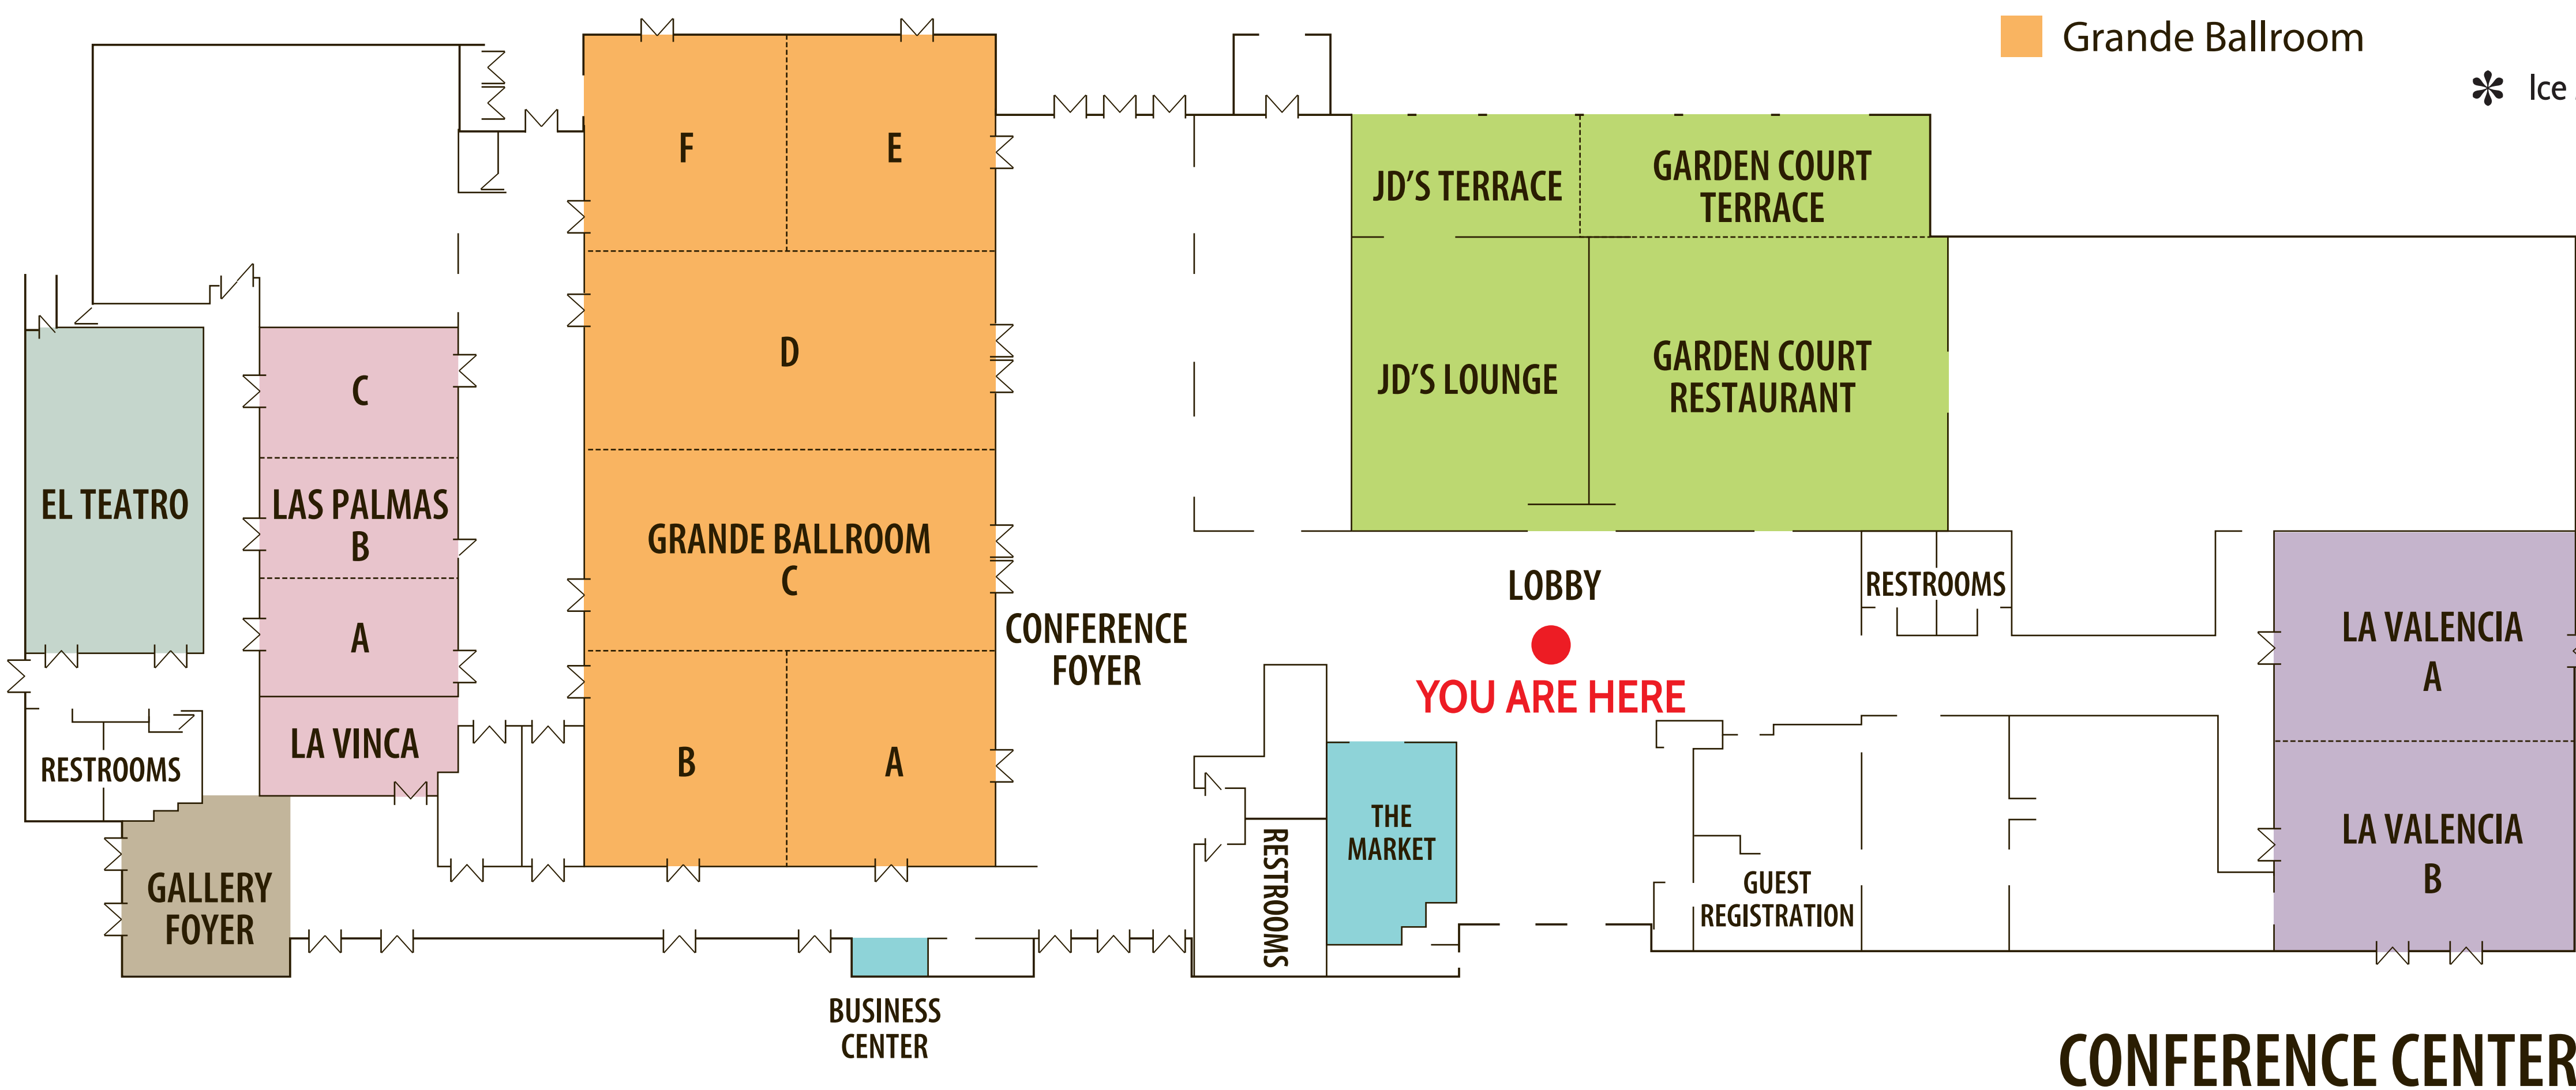 Grande Ballroom
Ice
F
E
JD'S TERRACE
GARDEN COURT
TERRACE
D
JD'S LOUNGE
GARDEN COURT
RESTAURANT
C
EL TEATRO
LAS PALMAS
B
GRANDE BALLROOM
C
LOBBY
RESTROOMS
A
CONFERENCE
FOYER
YOU ARE HERE
LA VALENCIA
A
LA VINCA
RESTROOMS
B
A
THE
MARKET
RESTROOMS
LA VALENCIA
B
GALLERY
FOYER
GUEST
REGISTRATION
BUSINESS
CENTER
CONFERENCE CENTER